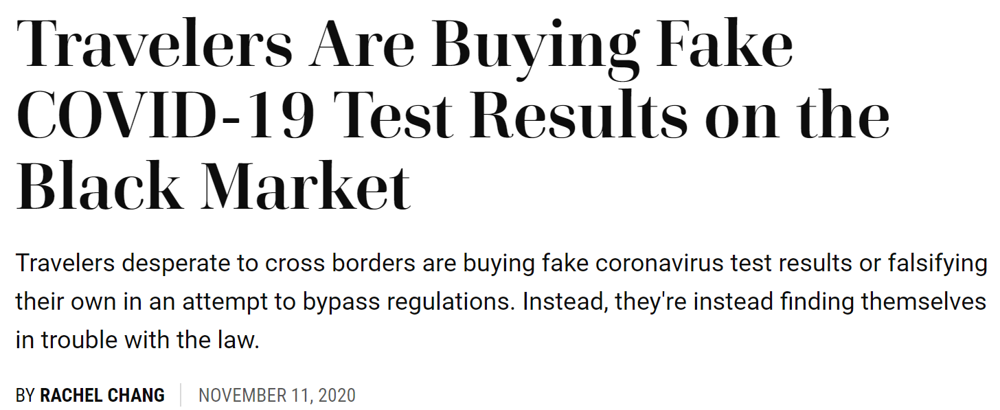 Travelers Are Buying Fake
COVID-19 Test Results on the
Black Market
Travelers desperate to cross borders are buying fake coronavirus test results or falsifying
their own in an attempt to bypass regulations. Instead, they're instead finding themselves
in trouble with the law.
BY RACHEL CHANG NOVEMBER 11, 2020